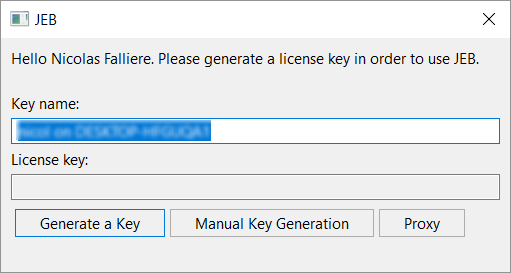 JEB
Hello Nicolas Falliere. Please generate a license key in order to use JEB.
Key name:
License key:
Generate a Key
Manual Key Generation
Proxy